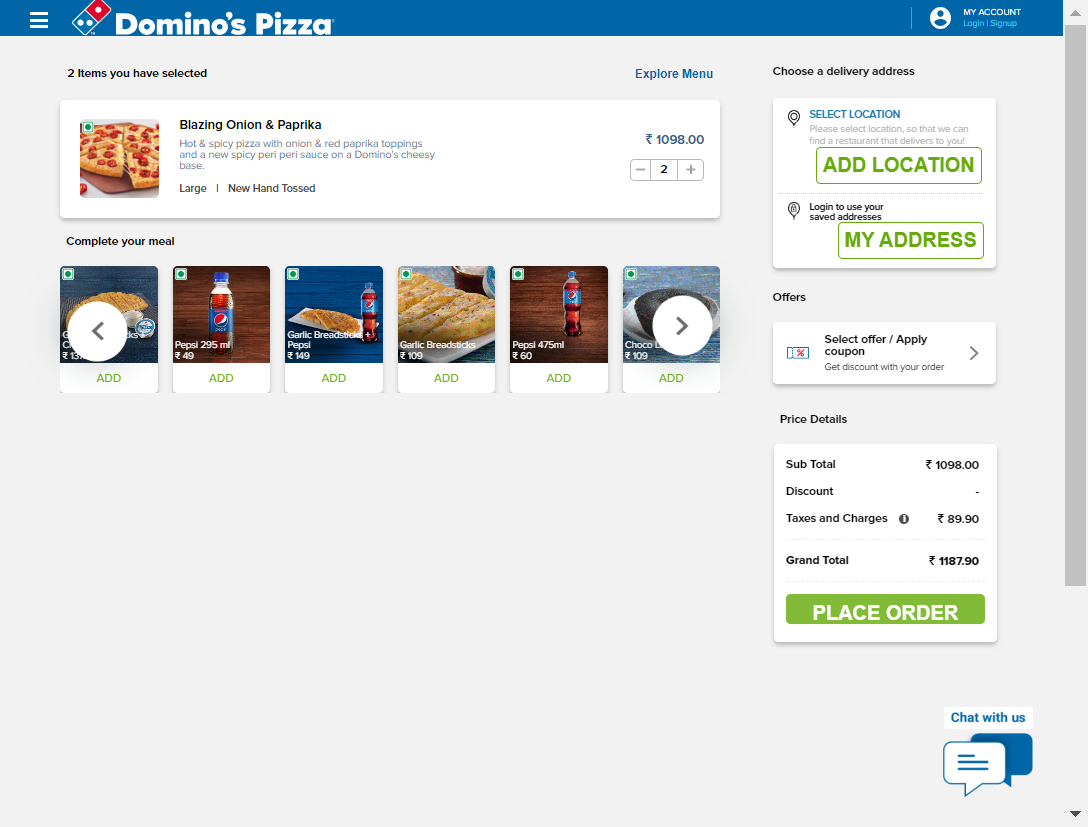 Domino's Pizza
MY ACCOUNT
Login | Signup
2 Items you have selected
Explore Menu
Blazing Onion & Paprika
Hot & spicy pizza with onion & red paprika toppings
and a new spicy peri peri sauce on a Domino's cheesy
base.
Large | New Hand Tossed
₹ 1098.00
2
Complete your meal
ADD
Pepsi 295 ml
₹ 49
ADD
Garlic Breadsticks +
Pepsi
₹ 149
ADD
Garlic Breadsticks
₹ 109
ADD
Pepsi 475ml
₹ 60
ADD
Choco
₹ 109
ADD
Choose a delivery address
SELECT LOCATION
Please select location, so that we can
find a restaurant that delivers to you!
ADD LOCATION
Login to use your
saved addresses
MY ADDRESS
Offers
Select offer / Apply
coupon
Get discount with your order
Price Details
Sub Total ₹ 1098.00
Discount -
Taxes and Charges ₹ 89.90
Grand Total ₹ 1187.90
PLACE ORDER
Chat with us